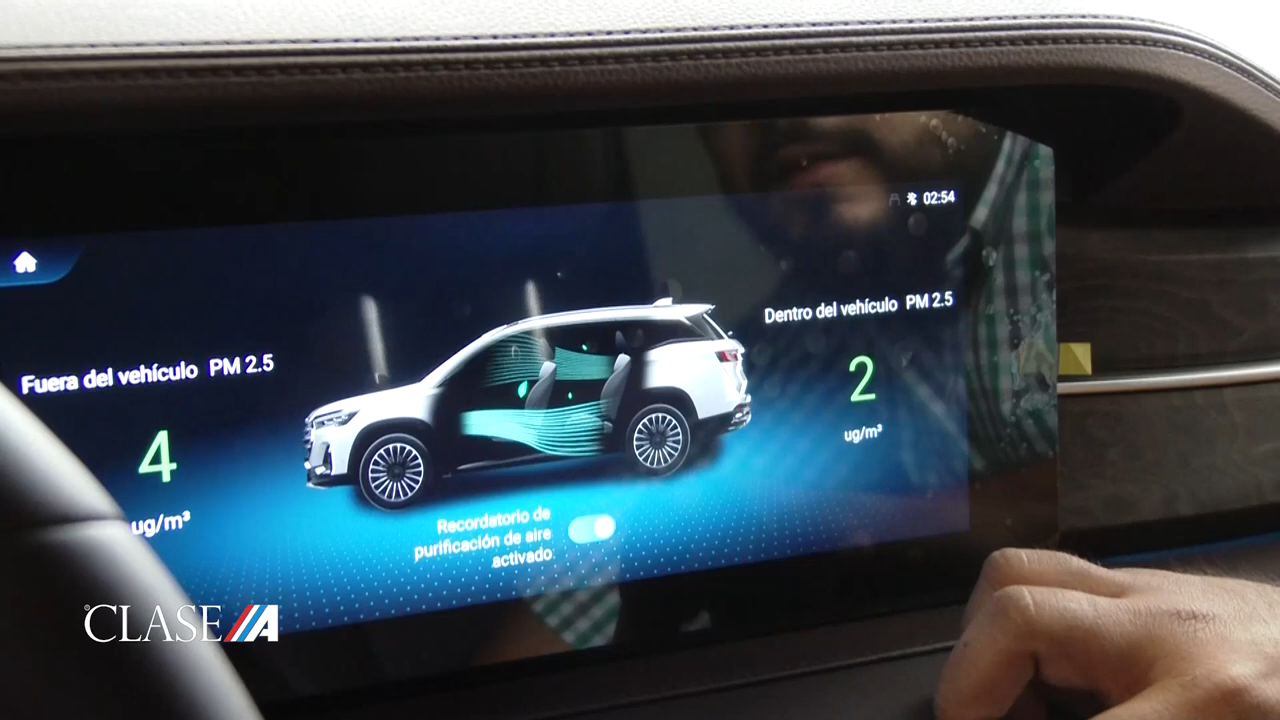 02:54
Dentro del vehículo PM 2.5
2
ug/m³
Fuera del vehículo PM 2.5
4
ug/m³
Recordatorio de
purificación de aire
activado
©CLASE A